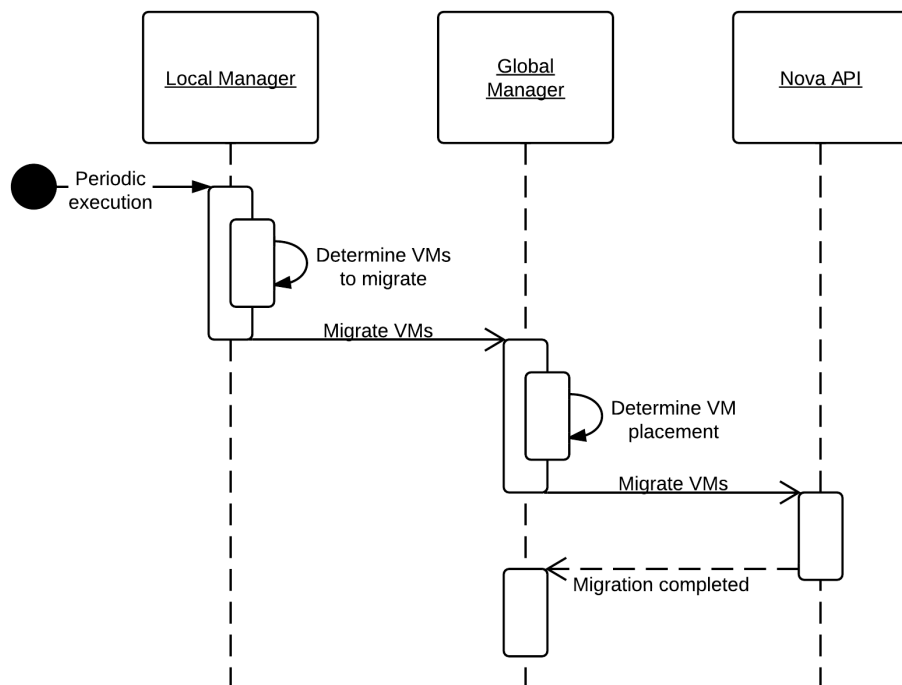 Local Manager
Global
Manager
Nova API
Periodic
execution
Determine VMs
to migrate
Migrate VMs
Determine VM
placement
Migrate VMs
Migration completed